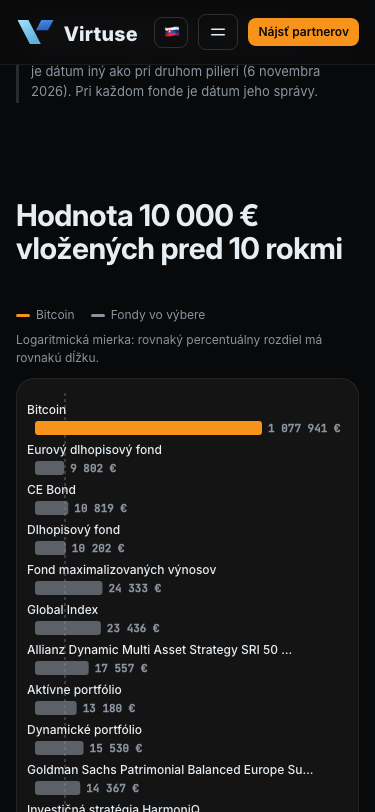 Virtuse
Nájsť partnerov
je dátum iný ako pri druhom pilieri (6 novembra
2026). Pri každom fonde je dátum jeho správy.
Hodnota 10 000 €
vložených pred 10 rokmi
Bitcoin
Fondy vo výbere
Logaritmická mierka: rovnaký percentuálny rozdiel má
rovnakú dĺžku.
Bitcoin
1 077 941 €
Eurový dlhopisový fond
9 802 €
CE Bond
10 819 €
Dlhopisový fond
10 202 €
Fond maximalizovaných výnosov
24 333 €
Global Index
23 436 €
Allianz Dynamic Multi Asset Strategy SRI 50 ...
17 557 €
Aktívne portfólio
13 180 €
Dynamické portfólio
15 530 €
Goldman Sachs Patrimonial Balanced Europe Su...
14 367 €
Investičná stratégia HarmoniQ